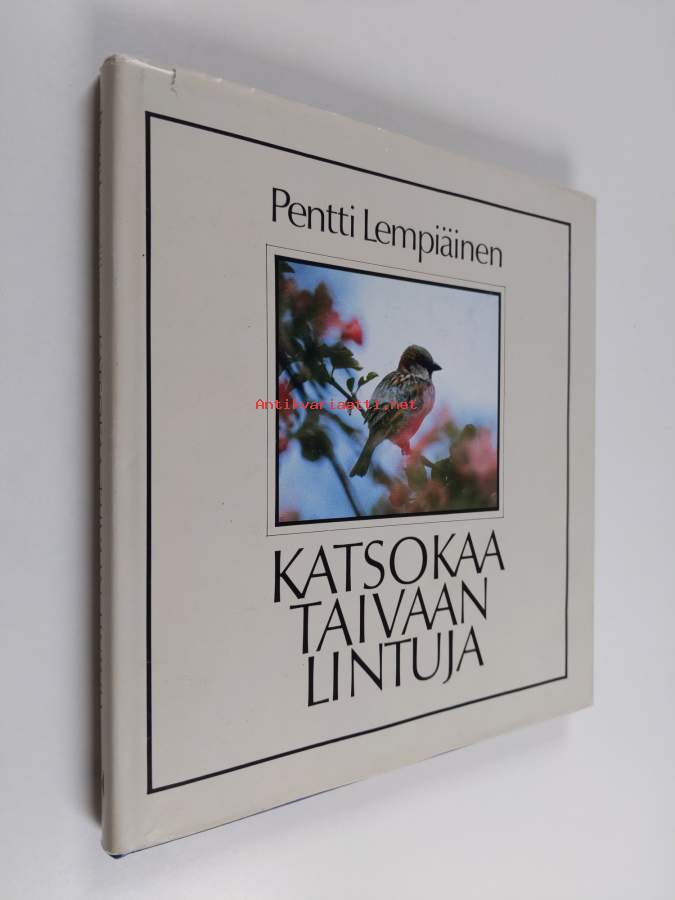 Pentti Lempiäinen
Antikvariaatti.net
KATSOKAA
TAIVAAN
LINTUJA